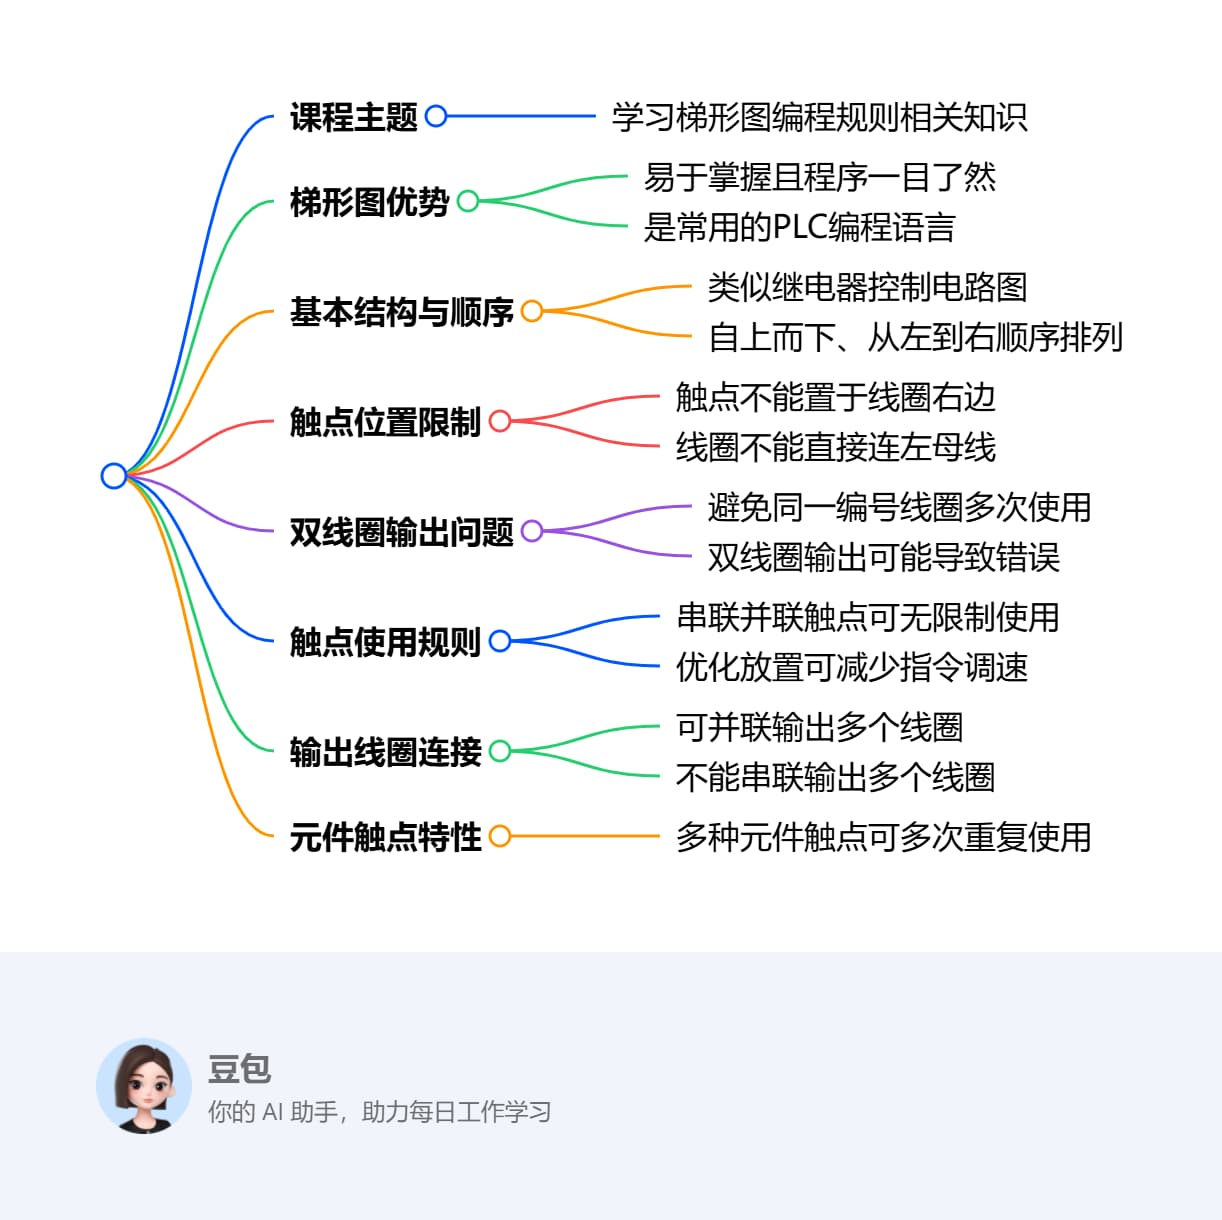 课程主题
学习梯形图编程规则相关知识
梯形图优势
易于掌握且程序一目了然
是常用的PLC编程语言
基本结构与顺序
类似继电器控制电路图
自上而下、从左到右顺序排列
触点位置限制
触点不能置于线圈右边
线圈不能直接连左母线
双线圈输出问题
避免同一编号线圈多次使用
双线圈输出可能导致错误
触点使用规则
串联并联触点可无限制使用
优化放置可减少指令调速
输出线圈连接
可并联输出多个线圈
不能串联输出多个线圈
元件触点特性
多种元件触点可多次重复使用
豆包
你的 AI 助手，助力每日工作学习